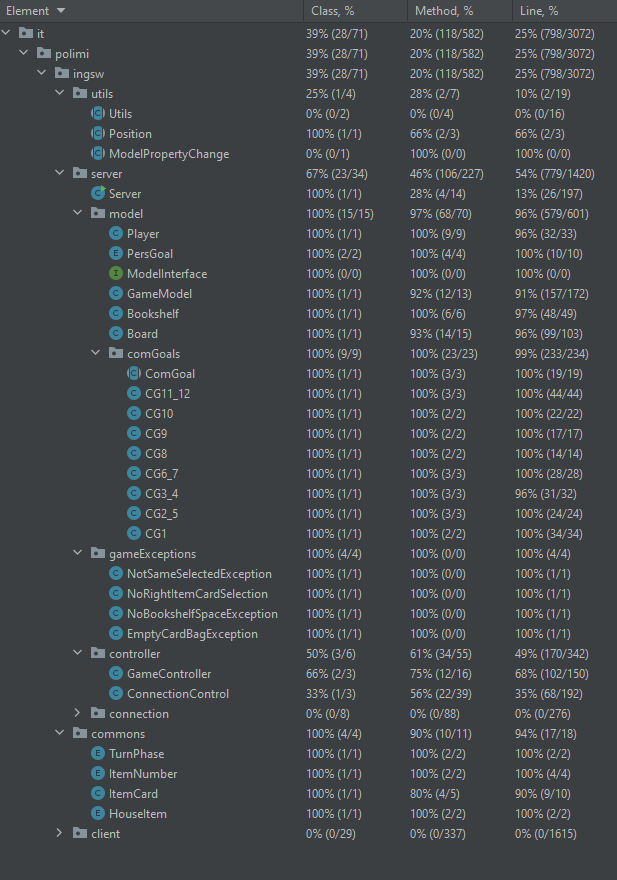 Element Class, % Method, % Line, %
it 39% (28/71) 20% (118/582) 25% (798/3072)
polimi 39% (28/71) 20% (118/582) 25% (798/3072)
ingsw 39% (28/71) 20% (118/582) 25% (798/3072)
utils 25% (1/4) 28% (2/7) 10% (2/19)
Utils 0% (0/2) 0% (0/4) 0% (0/16)
Position 100% (1/1) 66% (2/3) 66% (2/3)
ModelPropertyChange 0% (0/1) 100% (0/0) 100% (0/0)
server 67% (23/34) 46% (106/227) 54% (779/1420)
Server 100% (1/1) 28% (4/14) 13% (26/197)
model 100% (15/15) 97% (68/70) 96% (579/601)
Player 100% (1/1) 100% (9/9) 96% (32/33)
PersGoal 100% (2/2) 100% (4/4) 100% (10/10)
ModelInterface 100% (0/0) 100% (0/0) 100% (0/0)
GameModel 100% (1/1) 92% (12/13) 91% (157/172)
Bookshelf 100% (1/1) 100% (6/6) 97% (48/49)
Board 100% (1/1) 93% (14/15) 96% (99/103)
comGoals 100% (9/9) 100% (23/23) 99% (233/234)
ComGoal 100% (1/1) 100% (3/3) 100% (19/19)
CG11_12 100% (1/1) 100% (3/3) 100% (44/44)
CG10 100% (1/1) 100% (2/2) 100% (22/22)
CG9 100% (1/1) 100% (2/2) 100% (17/17)
CG8 100% (1/1) 100% (2/2) 100% (14/14)
CG6_7 100% (1/1) 100% (3/3) 100% (28/28)
CG3_4 100% (1/1) 100% (3/3) 96% (31/32)
CG2_5 100% (1/1) 100% (3/3) 100% (24/24)
CG1 100% (1/1) 100% (2/2) 100% (34/34)
gameExceptions 100% (4/4) 100% (0/0) 100% (4/4)
NotSameSelectedException 100% (1/1) 100% (0/0) 100% (1/1)
NoRightItemCardSelection 100% (1/1) 100% (0/0) 100% (1/1)
NoBookshelfSpaceException 100% (1/1) 100% (0/0) 100% (1/1)
EmptyCardBagException 100% (1/1) 100% (0/0) 100% (1/1)
controller 50% (3/6) 61% (34/55) 49% (170/342)
GameController 66% (2/3) 75% (12/16) 68% (102/150)
ConnectionControl 33% (1/3) 56% (22/39) 35% (68/192)
connection 0% (0/8) 0% (0/88) 0% (0/276)
commons 100% (4/4) 90% (10/11) 94% (17/18)
TurnPhase 100% (1/1) 100% (2/2) 100% (2/2)
ItemNumber 100% (1/1) 100% (2/2) 100% (4/4)
ItemCard 100% (1/1) 80% (4/5) 90% (9/10)
HouseItem 100% (1/1) 100% (2/2) 100% (2/2)
client 0% (0/29) 0% (0/337) 0% (0/1615)